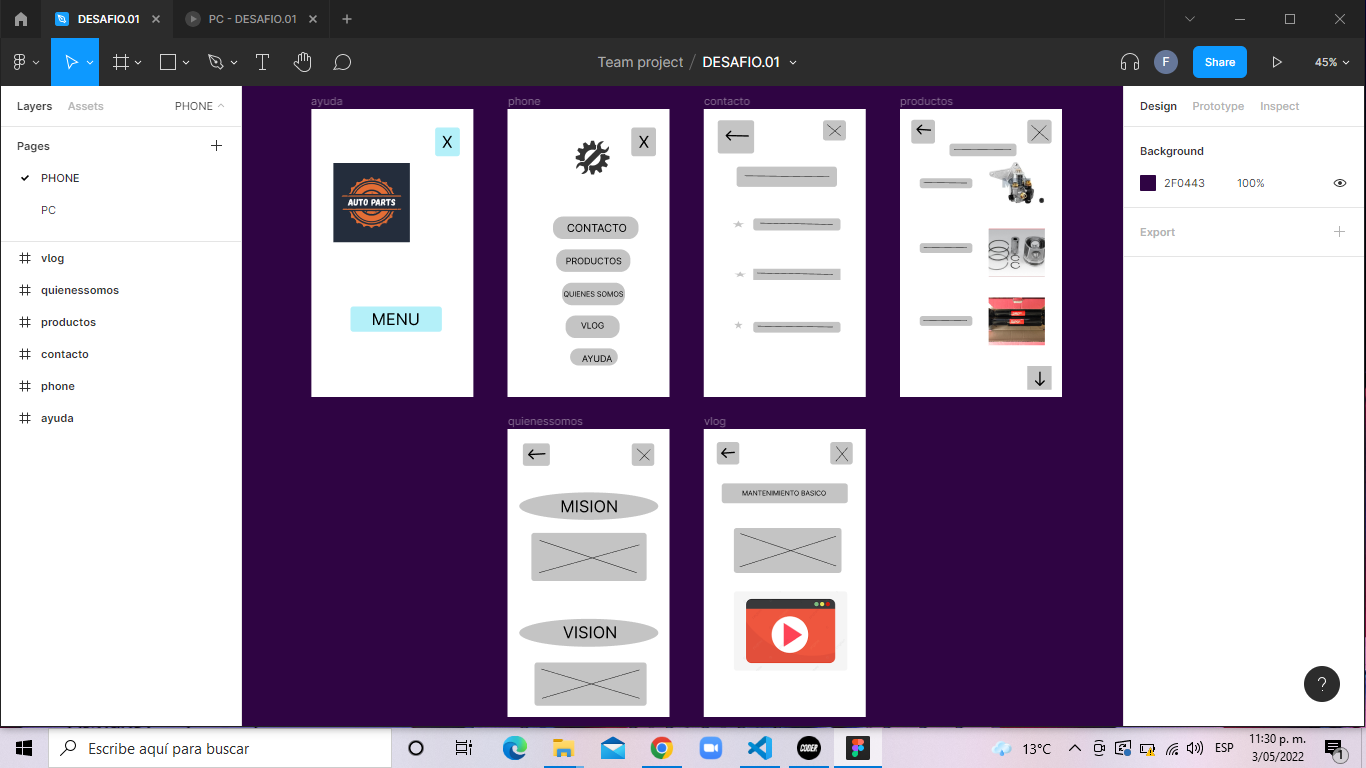 DESAFIO.01
PC - DESAFIO.01
Team project / DESAFIO.01
F
Share
45%
Layers
Assets
PHONE
Pages
PHONE
PC
vlog
quienessomos
productos
contacto
phone
ayuda
ayuda
X
AUTO PARTS
MENU
phone
X
CONTACTO
PRODUCTOS
QUIENES SOMOS
VLOG
AYUDA
contacto
productos
quienessomos
MISION
VISION
vlog
MANTENIMIENTO BASICO
Design
Prototype
Inspect
Background
2F0443
100%
Export
?
Escribe aquí para buscar
CODER
13°C
ESP
11:30 p. m.
3/05/2022
1